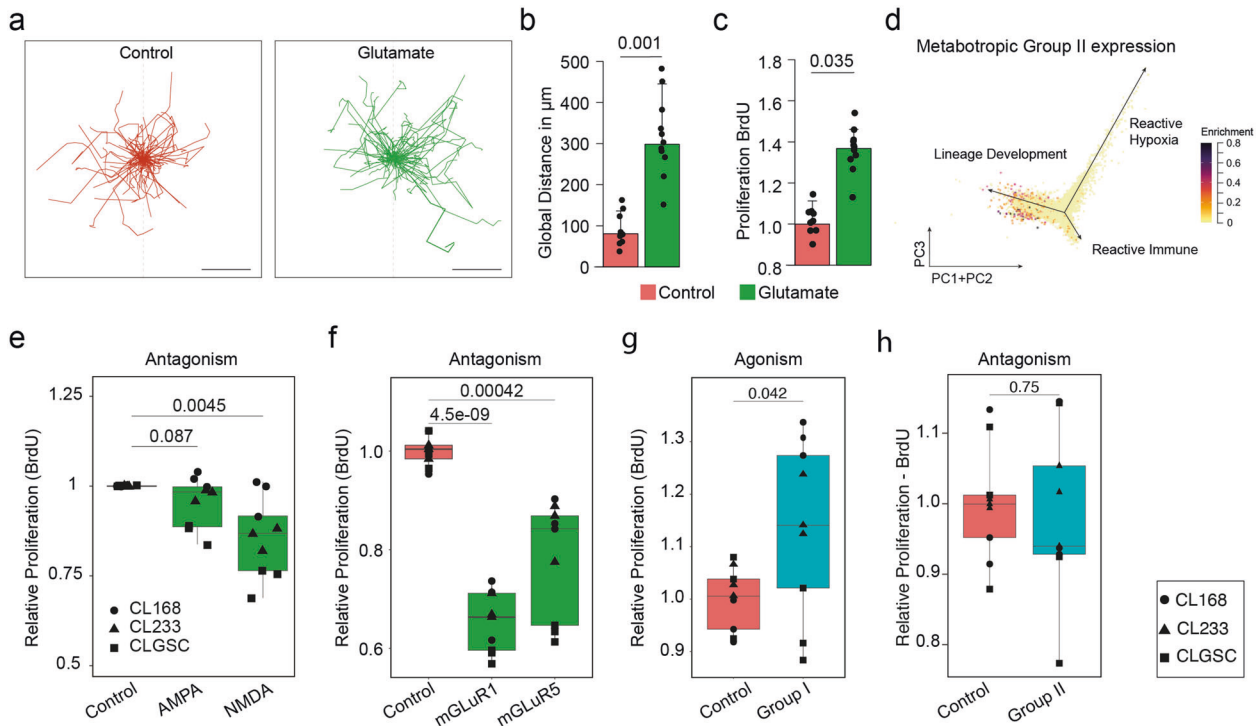 a
Control
Glutamate
b
0.001
Global Distance in µm
500
400
300
200
100
0
c
0.035
Proliferation BrdU
1.8
1.6
1.4
1.2
1.0
0.8
Control
Glutamate
d
Metabotropic Group II expression
Reactive
Hypoxia
Lineage Development
Reactive Immune
Enrichment
0.8
0.6
0.4
0.2
0
PC3
PC1+PC2
e
Antagonism
Relative Proliferation (BrdU)
1.25
1
0.75
0.5
0.0045
0.087
CL168
CL233
CLGSC
Control
AMPA
NMDA
f
Antagonism
Relative Proliferation (BrdU)
1.0
0.8
0.6
0.00042
4.5e-09
Control
mGLuR1
mGLuR5
g
Agonism
Relative Proliferation (BrdU)
1.3
1.2
1.1
1.0
0.9
0.042
Control
Group I
h
Antagonism
Relative Proliferation - BrdU
1.1
1.0
0.9
0.8
0.75
Control
Group II
CL168
CL233
CLGSC